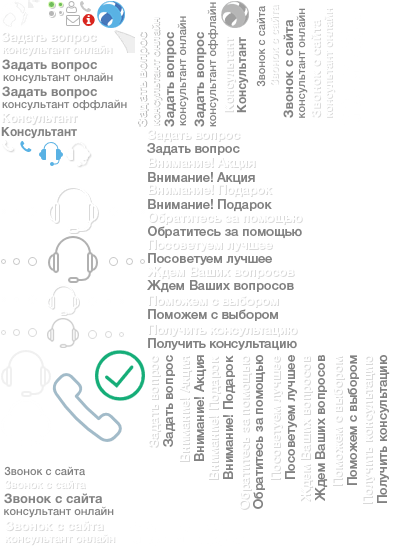 Задать вопрос
консультант онлайн
Задать вопрос
консультант онлайн
Задать вопрос
консультант оффлайн
Консультант
Консультант
Задать вопрос
консультант онлайн
Задать вопрос
консультант онлайн
Задать вопрос
консультант оффлайн
Консультант
Консультант
Звонок с сайта
Звонок с сайта
Звонок с сайта
консультант онлайн
Звонок с сайта
консультант онлайн
Задать вопрос
Задать вопрос
Внимание! Акция
Внимание! Акция
Внимание! Подарок
Внимание! Подарок
Обратитесь за помощью
Обратитесь за помощью
Посоветуем лучшее
Посоветуем лучшее
Ждем Ваших вопросов
Ждем Ваших вопросов
Поможем с выбором
Поможем с выбором
Получить консультацию
Получить консультацию
Задать вопрос
Задать вопрос
Внимание! Акция
Внимание! Акция
Внимание! Подарок
Внимание! Подарок
Обратитесь за помощью
Обратитесь за помощью
Посоветуем лучшее
Посоветуем лучшее
Ждем Ваших вопросов
Ждем Ваших вопросов
Поможем с выбором
Поможем с выбором
Получить консультацию
Получить консультацию
Звонок с сайта
Звонок с сайта
Звонок с сайта
консультант онлайн
Звонок с сайта
консультант онлайн